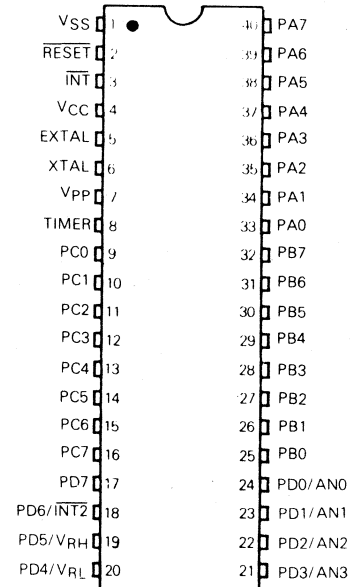 VSS 1 40 PA7
RESET 2 39 PA6
INT 3 38 PA5
VCC 4 37 PA4
EXTAL 5 36 PA3
XTAL 6 35 PA2
VPP 7 34 PA1
TIMER 8 33 PA0
PC0 9 32 PB7
PC1 10 31 PB6
PC2 11 30 PB5
PC3 12 29 PB4
PC4 13 28 PB3
PC5 14 27 PB2
PC6 15 26 PB1
PC7 16 25 PB0
PD7 17 24 PD0/AN0
PD6/INT2 18 23 PD1/AN1
PD5/VRH 19 22 PD2/AN2
PD4/VRL 20 21 PD3/AN3